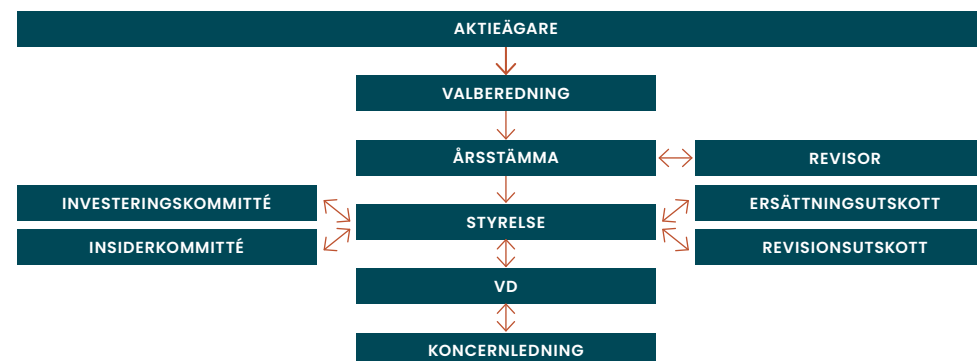 AKTIEÄGARE
VALBEREDNING
ÅRSSTÄMMA
REVISOR
INVESTERINGSKOMMITTÉ
ERSÄTTNINGSUTSKOTT
STYRELSE
INSIDERKOMMITTÉ
REVISIONSUTSKOTT
VD
KONCERNLEDNING